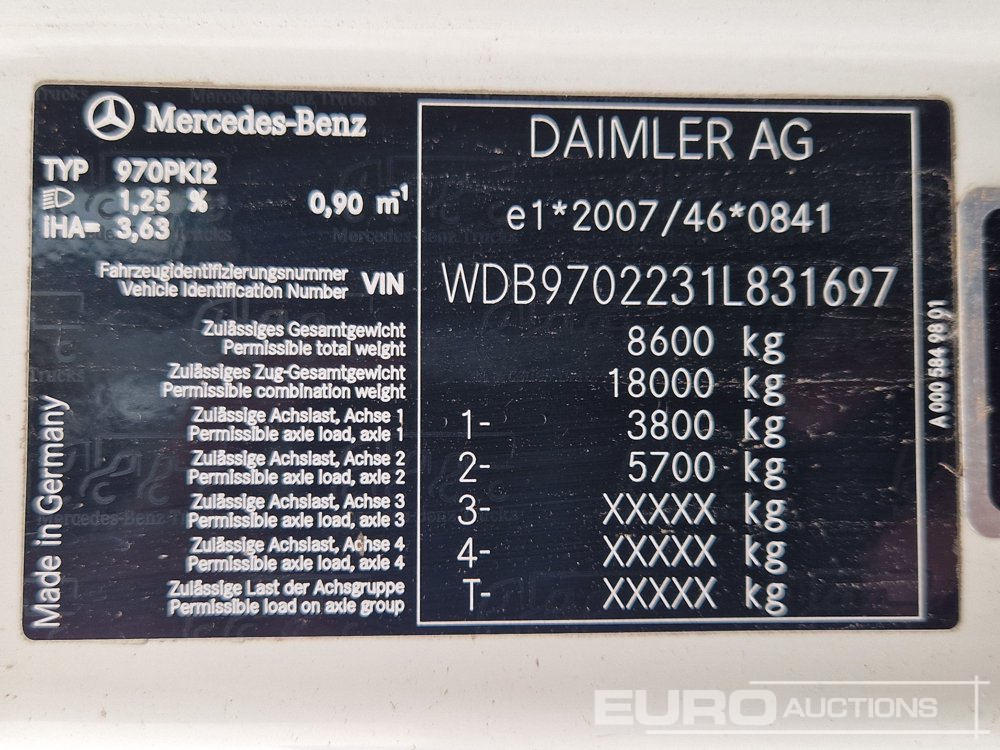 Mercedes-Benz
TYP 970PK12
1,25 % 0,90 m⁻¹
IHA= 3,63
DAIMLER AG
e1*2007/46*0841
Fahrzeugidentifizierungsnummer
Vehicle Identification Number VIN WDB9702231L831697
Zulässiges Gesamtgewicht
Permissible total weight 8600 kg
Zulässiges Zug-Gesamtgewicht
Permissible combination weight 18000 kg
Zulässige Achslast, Achse 1
Permissible axle load, axle 1 1- 3800 kg
Zulässige Achslast, Achse 2
Permissible axle load, axle 2 2- 5700 kg
Zulässige Achslast, Achse 3
Permissible axle load, axle 3 3- XXXXX kg
Zulässige Achslast, Achse 4
Permissible axle load, axle 4 4- XXXXX kg
Zulässige Last der Achsgruppe
Permissible load on axle group T- XXXXX kg
Made in Germany
A 000 584 98 01
EURO AUCTIONS